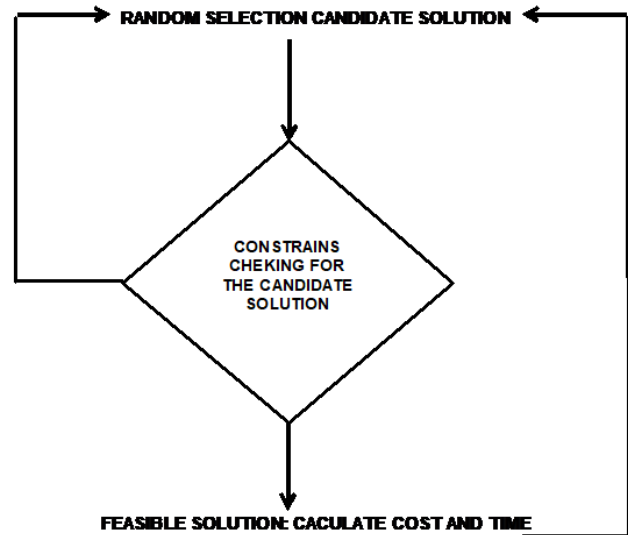 RANDOM SELECTION CANDIDATE SOLUTION
CONSTRAINS
CHEKING FOR
THE CANDIDATE
SOLUTION
FEASIBLE SOLUTION: CACULATE COST AND TIME